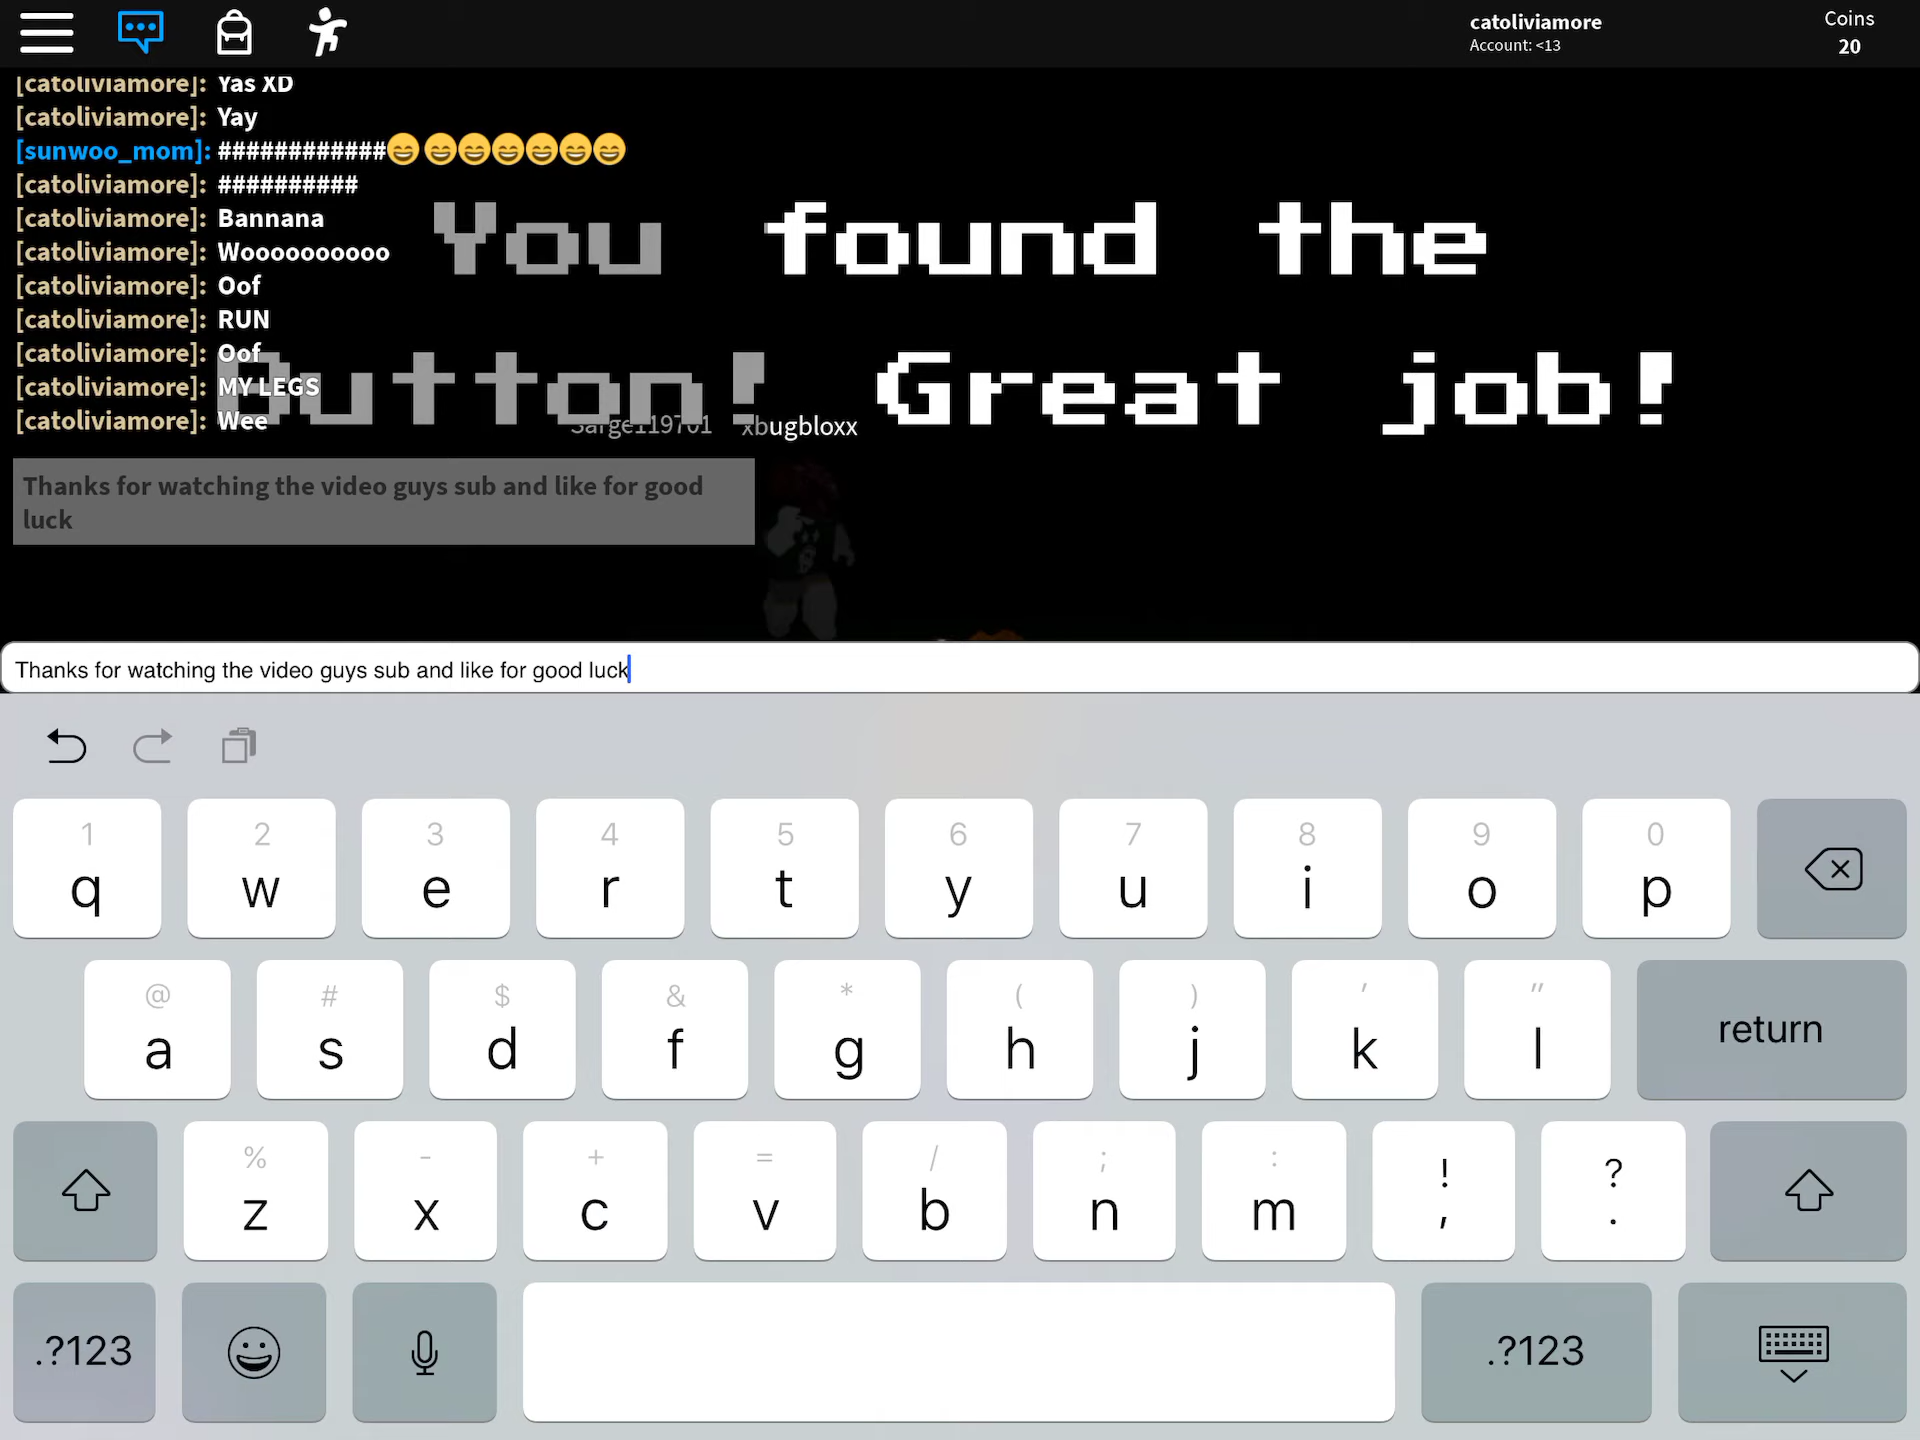 catoliviamore
Account: <13
Coins
20
[catoliviamore]: Yas XD
[catoliviamore]: Yay
[sunwoo_mom]: ############😄😄😄😄😄😄😄
[catoliviamore]: ##########
[catoliviamore]: Bannana
[catoliviamore]: Woooooooooo
[catoliviamore]: Oof
[catoliviamore]: RUN
[catoliviamore]: Oof
[catoliviamore]: MY LEGS
[catoliviamore]: Wee
You found the
Button! Great job!
Sarge119701 xbugbloxx
Thanks for watching the video guys sub and like for good
luck
Thanks for watching the video guys sub and like for good luck
1 2 3 4 5 6 7 8 9 0
q w e r t y u i o p
@ # $ & * ( ) ' "
a s d f g h j k l return
% - + = / ; : ! ?
z x c v b n m , .
.?123 .?123